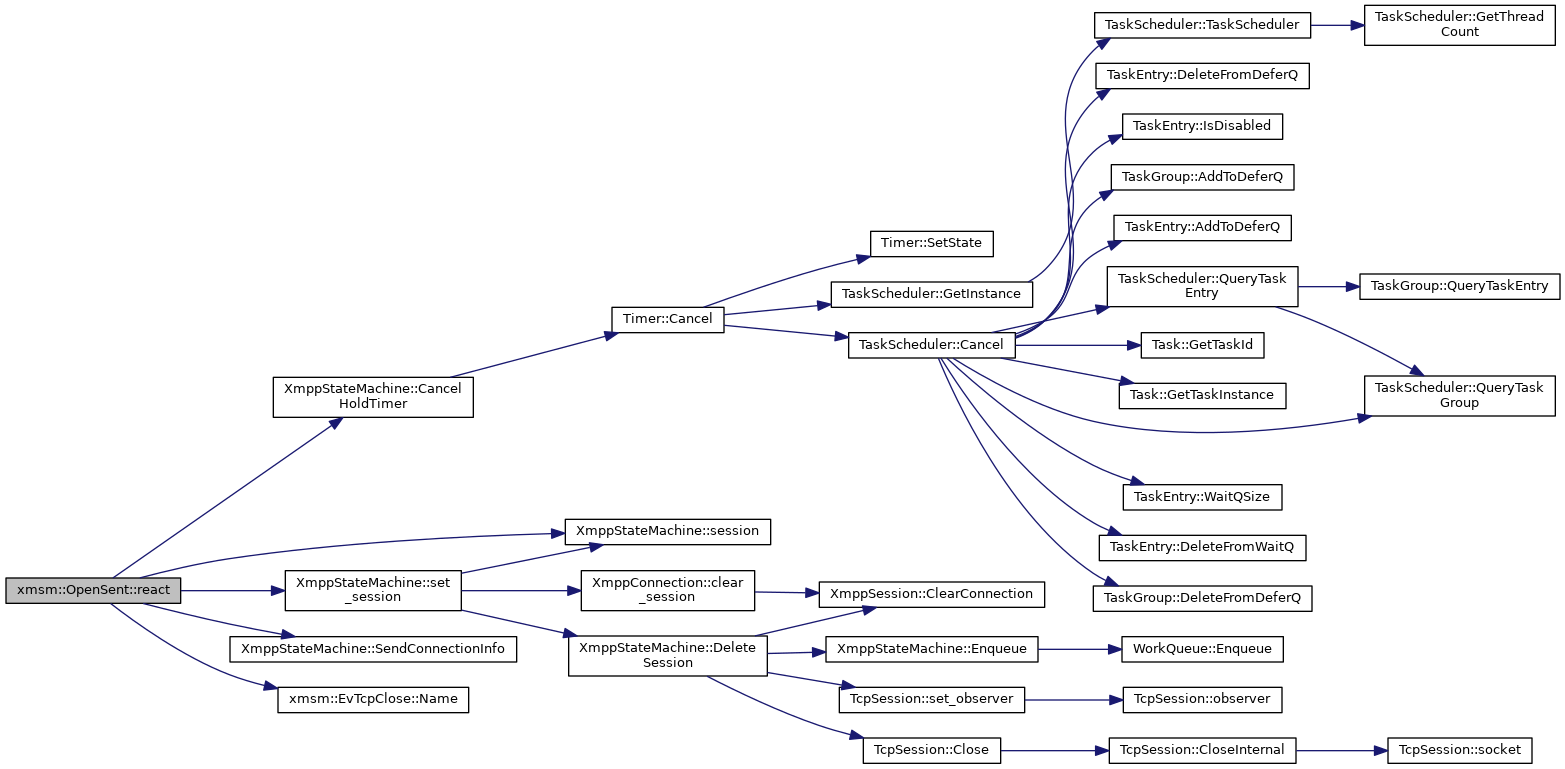 TaskScheduler::TaskScheduler
TaskScheduler::GetThread
Count
TaskEntry::DeleteFromDeferQ
TaskEntry::IsDisabled
TaskGroup::AddToDeferQ
TaskEntry::AddToDeferQ
Timer::SetState
TaskScheduler::GetInstance
TaskScheduler::QueryTask
Entry
TaskGroup::QueryTaskEntry
Timer::Cancel
TaskScheduler::Cancel
Task::GetTaskId
XmppStateMachine::Cancel
HoldTimer
Task::GetTaskInstance
TaskScheduler::QueryTask
Group
TaskEntry::WaitQSize
XmppStateMachine::session
TaskEntry::DeleteFromWaitQ
xmsm::OpenSent::react
XmppStateMachine::set
_session
XmppConnection::clear
_session
XmppSession::ClearConnection
TaskGroup::DeleteFromDeferQ
XmppStateMachine::SendConnectionInfo
XmppStateMachine::Delete
Session
XmppStateMachine::Enqueue
WorkQueue::Enqueue
xmsm::EvTcpClose::Name
TcpSession::set_observer
TcpSession::observer
TcpSession::Close
TcpSession::CloseInternal
TcpSession::socket